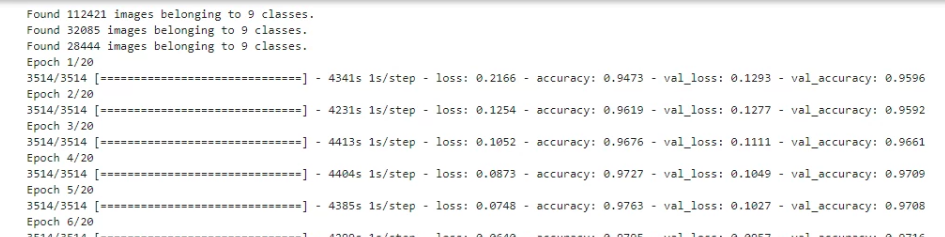 Found 112421 images belonging to 9 classes.
Found 32085 images belonging to 9 classes.
Found 28444 images belonging to 9 classes.
Epoch 1/20
3514/3514 [==============================] - 4341s 1s/step - loss: 0.2166 - accuracy: 0.9473 - val_loss: 0.1293 - val_accuracy: 0.9596
Epoch 2/20
3514/3514 [==============================] - 4231s 1s/step - loss: 0.1254 - accuracy: 0.9619 - val_loss: 0.1277 - val_accuracy: 0.9592
Epoch 3/20
3514/3514 [==============================] - 4413s 1s/step - loss: 0.1052 - accuracy: 0.9676 - val_loss: 0.1111 - val_accuracy: 0.9661
Epoch 4/20
3514/3514 [==============================] - 4404s 1s/step - loss: 0.0873 - accuracy: 0.9727 - val_loss: 0.1049 - val_accuracy: 0.9709
Epoch 5/20
3514/3514 [==============================] - 4385s 1s/step - loss: 0.0748 - accuracy: 0.9763 - val_loss: 0.1027 - val_accuracy: 0.9708
Epoch 6/20